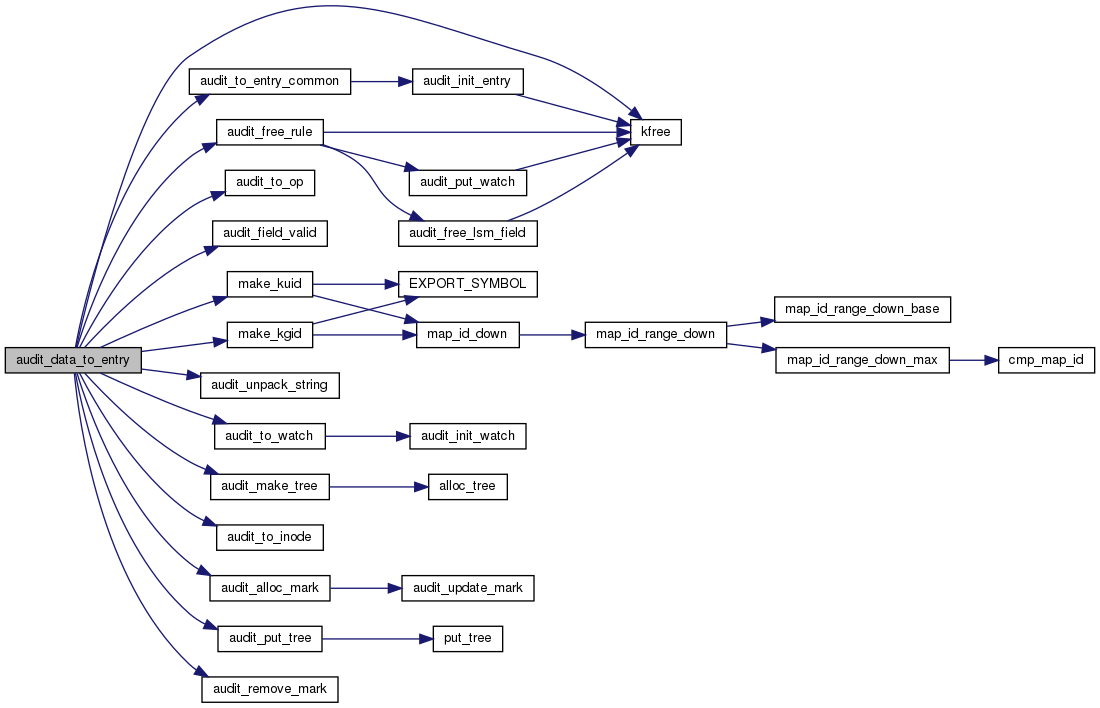 audit_to_entry_common
audit_init_entry
audit_free_rule
kfree
audit_to_op
audit_put_watch
audit_field_valid
audit_free_lsm_field
make_kuid
EXPORT_SYMBOL
map_id_range_down_base
make_kgid
map_id_down
map_id_range_down
audit_data_to_entry
map_id_range_down_max
cmp_map_id
audit_unpack_string
audit_to_watch
audit_init_watch
audit_make_tree
alloc_tree
audit_to_inode
audit_alloc_mark
audit_update_mark
audit_put_tree
put_tree
audit_remove_mark